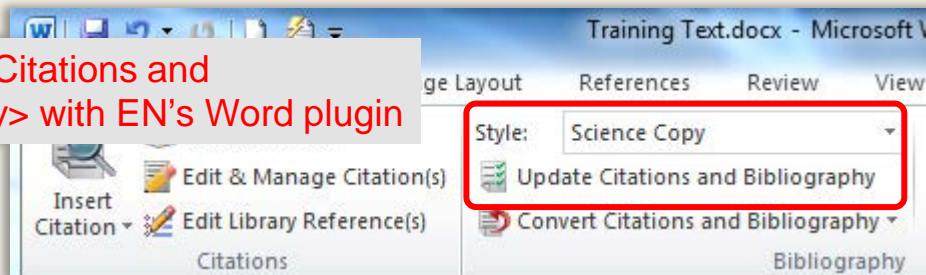 Training Text.docx - Microsoft
Citations and
y> with EN's Word plugin
ge Layout References Review View
Style: Science Copy
Edit & Manage Citation(s)
Update Citations and Bibliography
Insert
Citation
Edit Library Reference(s)
Convert Citations and Bibliography
Citations
Bibliography